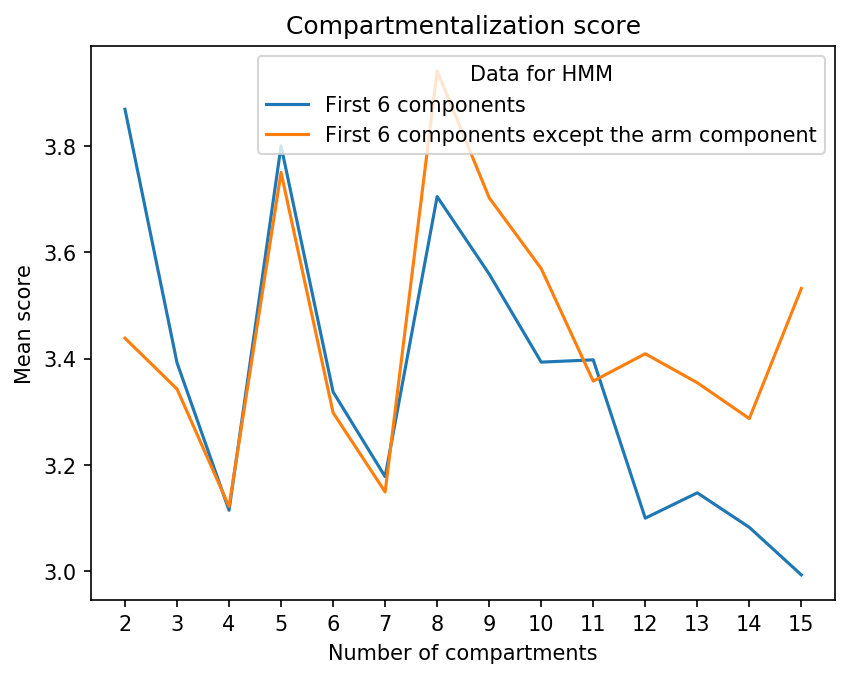 Compartmentalization score
Data for HMM
First 6 components
First 6 components except the arm component
Mean score
3.8
3.6
3.4
3.2
3.0
2 3 4 5 6 7 8 9 10 11 12 13 14 15
Number of compartments